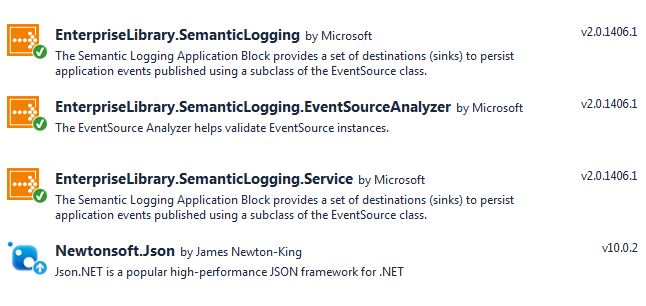 EnterpriseLibrary.SemanticLogging by Microsoft v2.0.1406.1
The Semantic Logging Application Block provides a set of destinations (sinks) to persist
application events published using a subclass of the EventSource class.
EnterpriseLibrary.SemanticLogging.EventSourceAnalyzer by Microsoft v2.0.1406.1
The EventSource Analyzer helps validate EventSource instances.
EnterpriseLibrary.SemanticLogging.Service by Microsoft v2.0.1406.1
The Semantic Logging Application Block provides a set of destinations (sinks) to persist
application events published using a subclass of the EventSource class.
Newtonsoft.Json by James Newton-King v10.0.2
Json.NET is a popular high-performance JSON framework for .NET